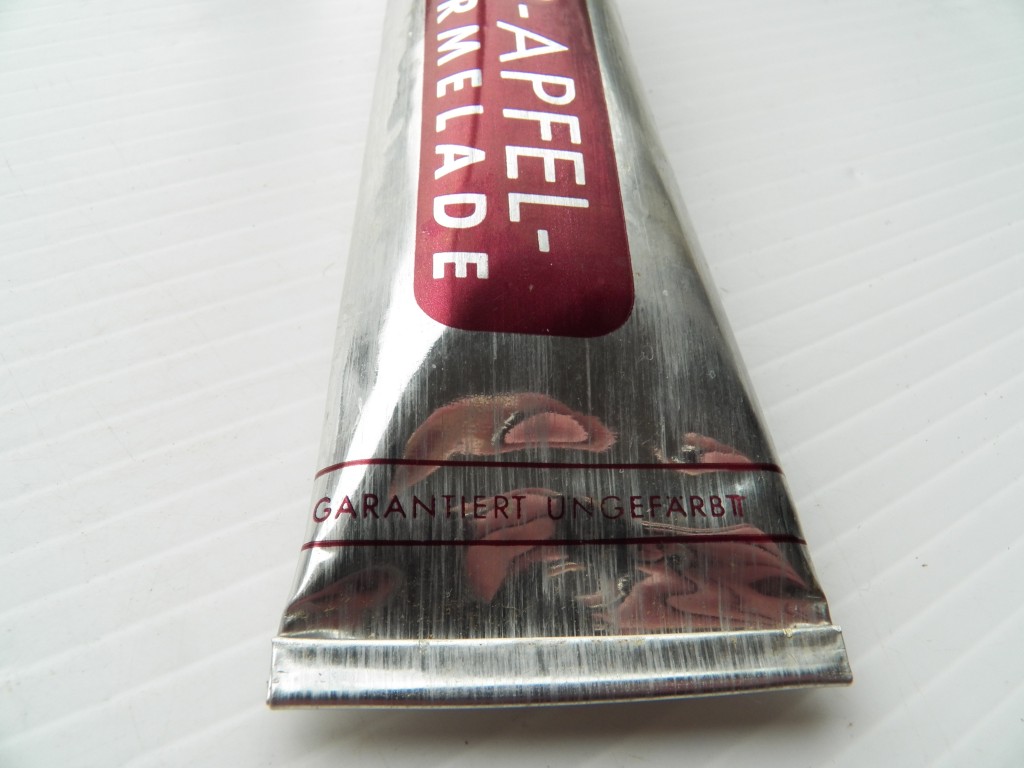 -APFEL-
RMELADE
GARANTIERT UNGEFÄRBT